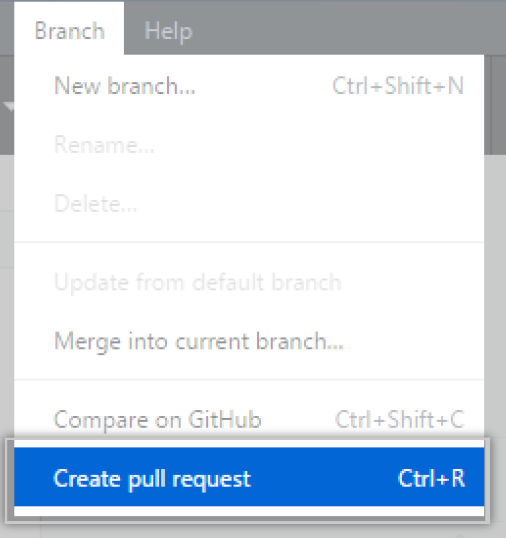 Branch Help
New branch... Ctrl+Shift+N
Rename...
Delete...
Update from default branch
Merge into current branch...
Compare on GitHub Ctrl+Shift+C
Create pull request Ctrl+R